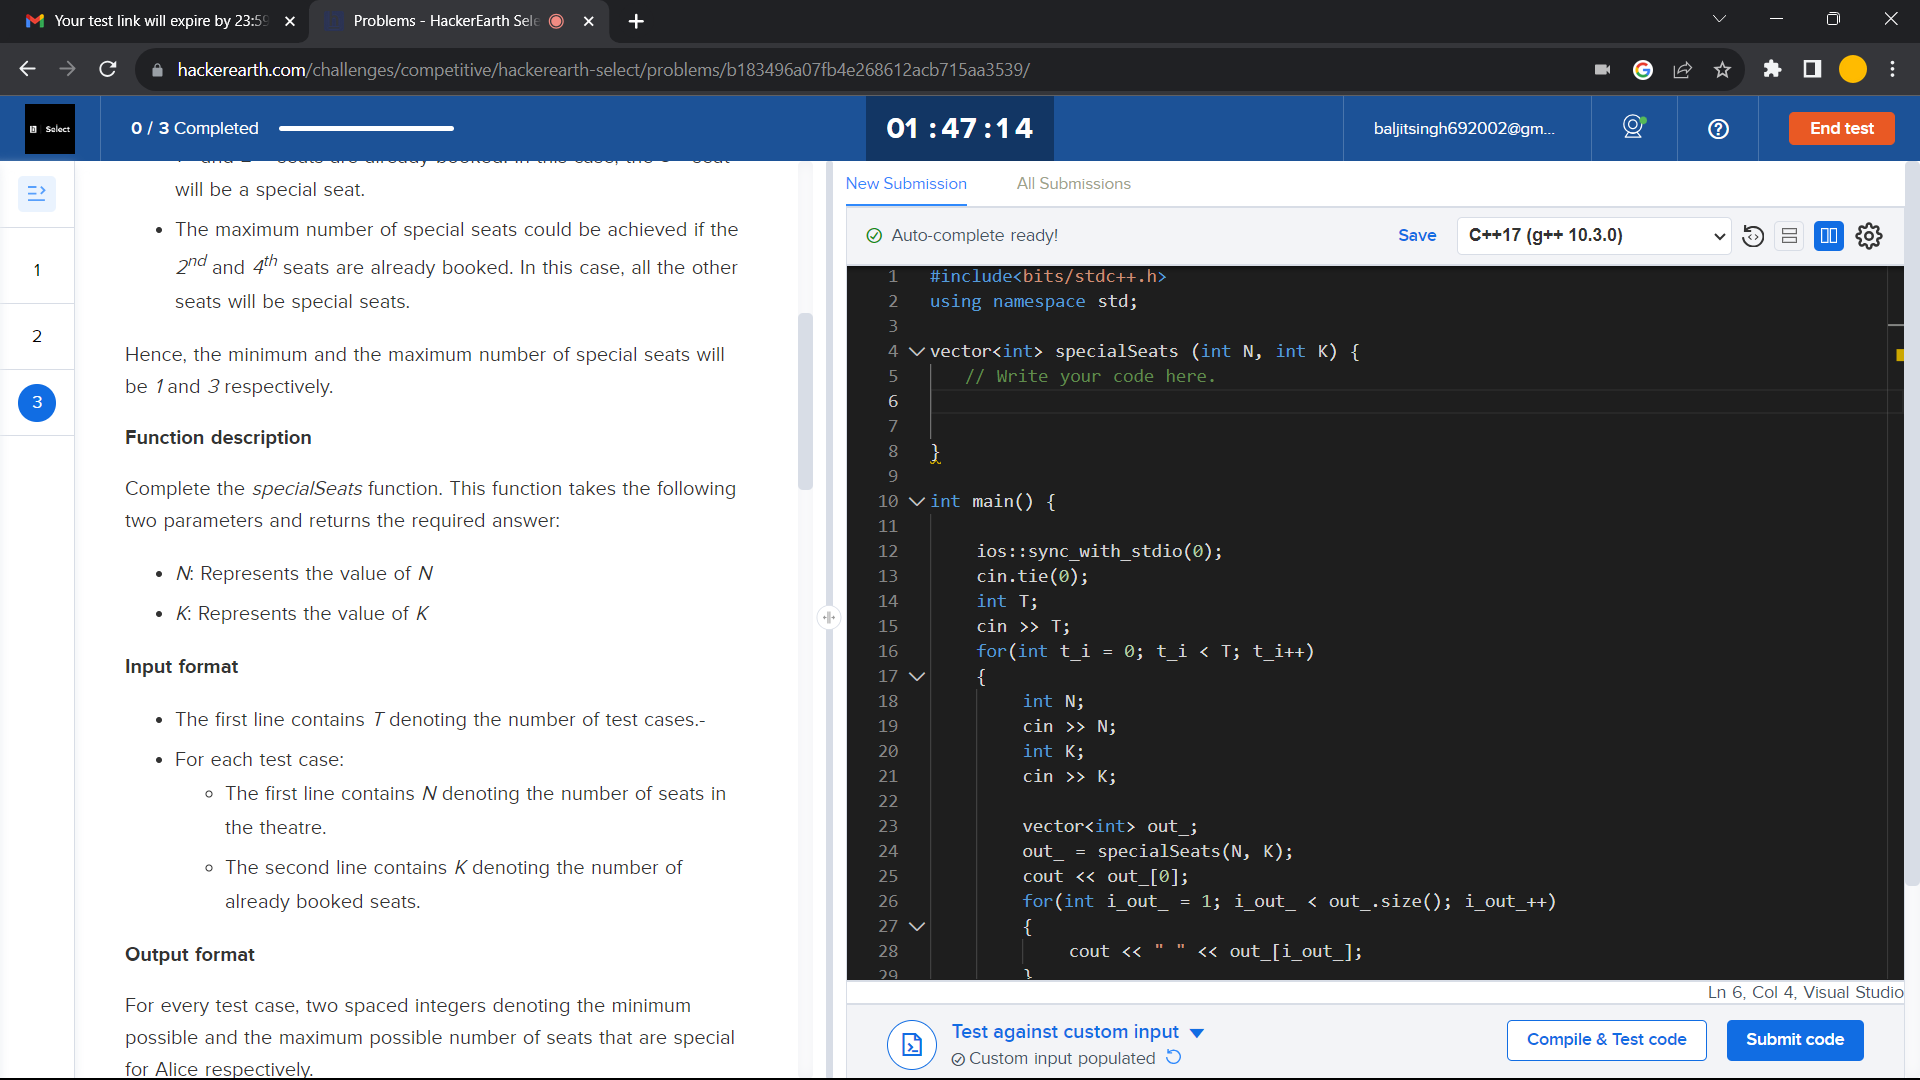 Your test link will expire by 23:59
Problems - HackerEarth Sele
hackerearth.com/challenges/competitive/hackerearth-select/problems/b183496a07fb4e268612acb715aa3539/
Select
0 / 3 Completed
01 : 47 : 14
baljitsingh692002@gm...
End test
will be a special seat.
• The maximum number of special seats could be achieved if the
2nd and 4th seats are already booked. In this case, all the other
seats will be special seats.
1
2
3
Hence, the minimum and the maximum number of special seats will
be 1 and 3 respectively.
Function description
Complete the specialSeats function. This function takes the following
two parameters and returns the required answer:
• N: Represents the value of N
• K: Represents the value of K
Input format
• The first line contains T denoting the number of test cases.-
• For each test case:
The first line contains N denoting the number of seats in
the theatre.
The second line contains K denoting the number of
already booked seats.
Output format
For every test case, two spaced integers denoting the minimum
possible and the maximum possible number of seats that are special
for Alice respectively.
New Submission
All Submissions
Auto-complete ready!
Save
C++17 (g++ 10.3.0)
1 #include<bits/stdc++.h>
2 using namespace std;
3
4 vector<int> specialSeats (int N, int K) {
5 // Write your code here.
6
7
8 }
9
10 int main() {
11
12 ios::sync_with_stdio(0);
13 cin.tie(0);
14 int T;
15 cin >> T;
16 for(int t_i = 0; t_i < T; t_i++)
17 {
18 int N;
19 cin >> N;
20 int K;
21 cin >> K;
22
23 vector<int> out_;
24 out_ = specialSeats(N, K);
25 cout << out_[0];
26 for(int i_out_ = 1; i_out_ < out_.size(); i_out_++)
27 {
28 cout << " " << out_[i_out_];
29 }
Ln 6, Col 4, Visual Studio
Test against custom input
Custom input populated
Compile & Test code
Submit code